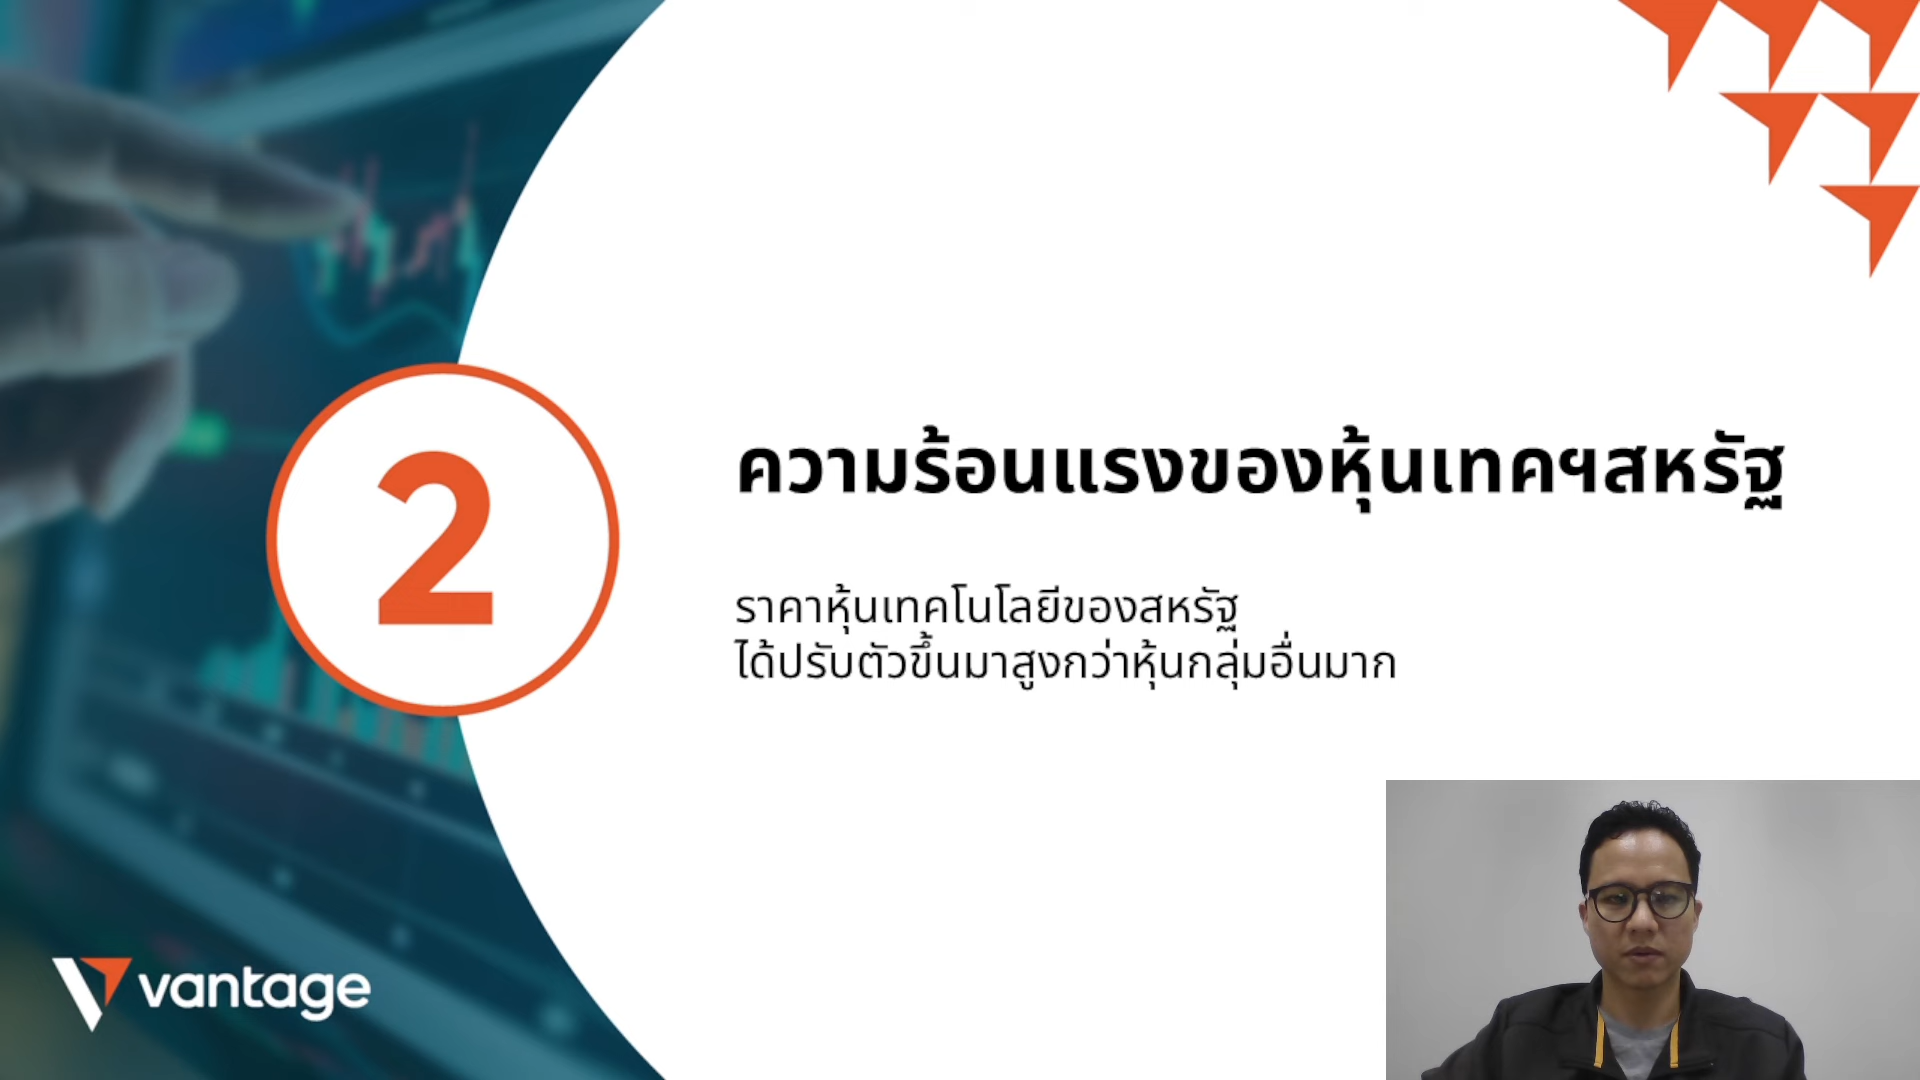 2
ความร้อนแรงของหุ้นเทคฯสหรัฐ
ราคาหุ้นเทคโนโลยีของสหรัฐ
ได้ปรับตัวขึ้นมาสูงกว่าหุ้นกลุ่มอื่นมาก
vantage